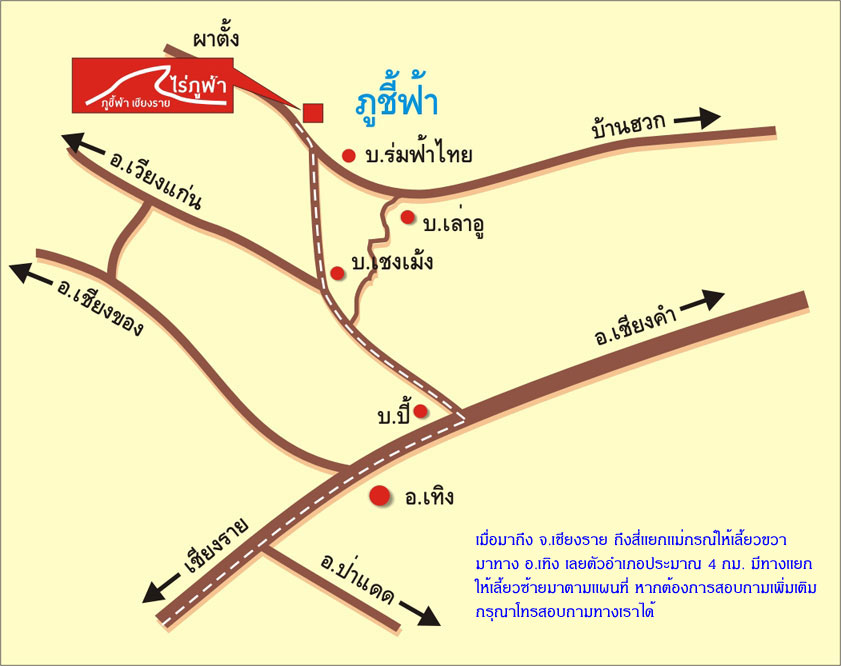 ผาตั้ง
ไร่ภูฟ้า
ภูชี้ฟ้า เชียงราย
ภูชี้ฟ้า
บ้านฮวก
บ.ร่มฟ้าไทย
อ.เวียงแก่น
บ.เล่าอู
บ.เชงเม้ง
อ.เชียงของ
อ.เชียงคำ
บ.ปี้
อ.เทิง
เชียงราย
อ.ป่าแดด
เมื่อมาถึง จ.เชียงราย ถึงสี่แยกแม่กรณ์ให้เลี้ยวขวา
มาทาง อ.เทิง เลยตัวอำเภอประมาณ 4 กม. มีทางแยก
ให้เลี้ยวซ้ายมาตามแผนที่ หากต้องการสอบถามเพิ่มเติม
กรุณาโทรสอบถามทางเราได้